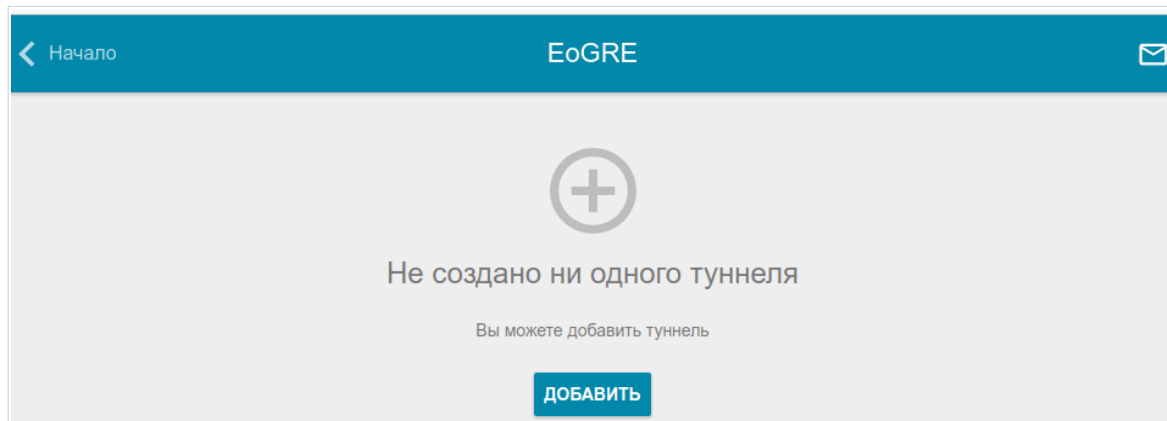 Начало
EoGRE
Не создано ни одного туннеля
Вы можете добавить туннель
ДОБАВИТЬ